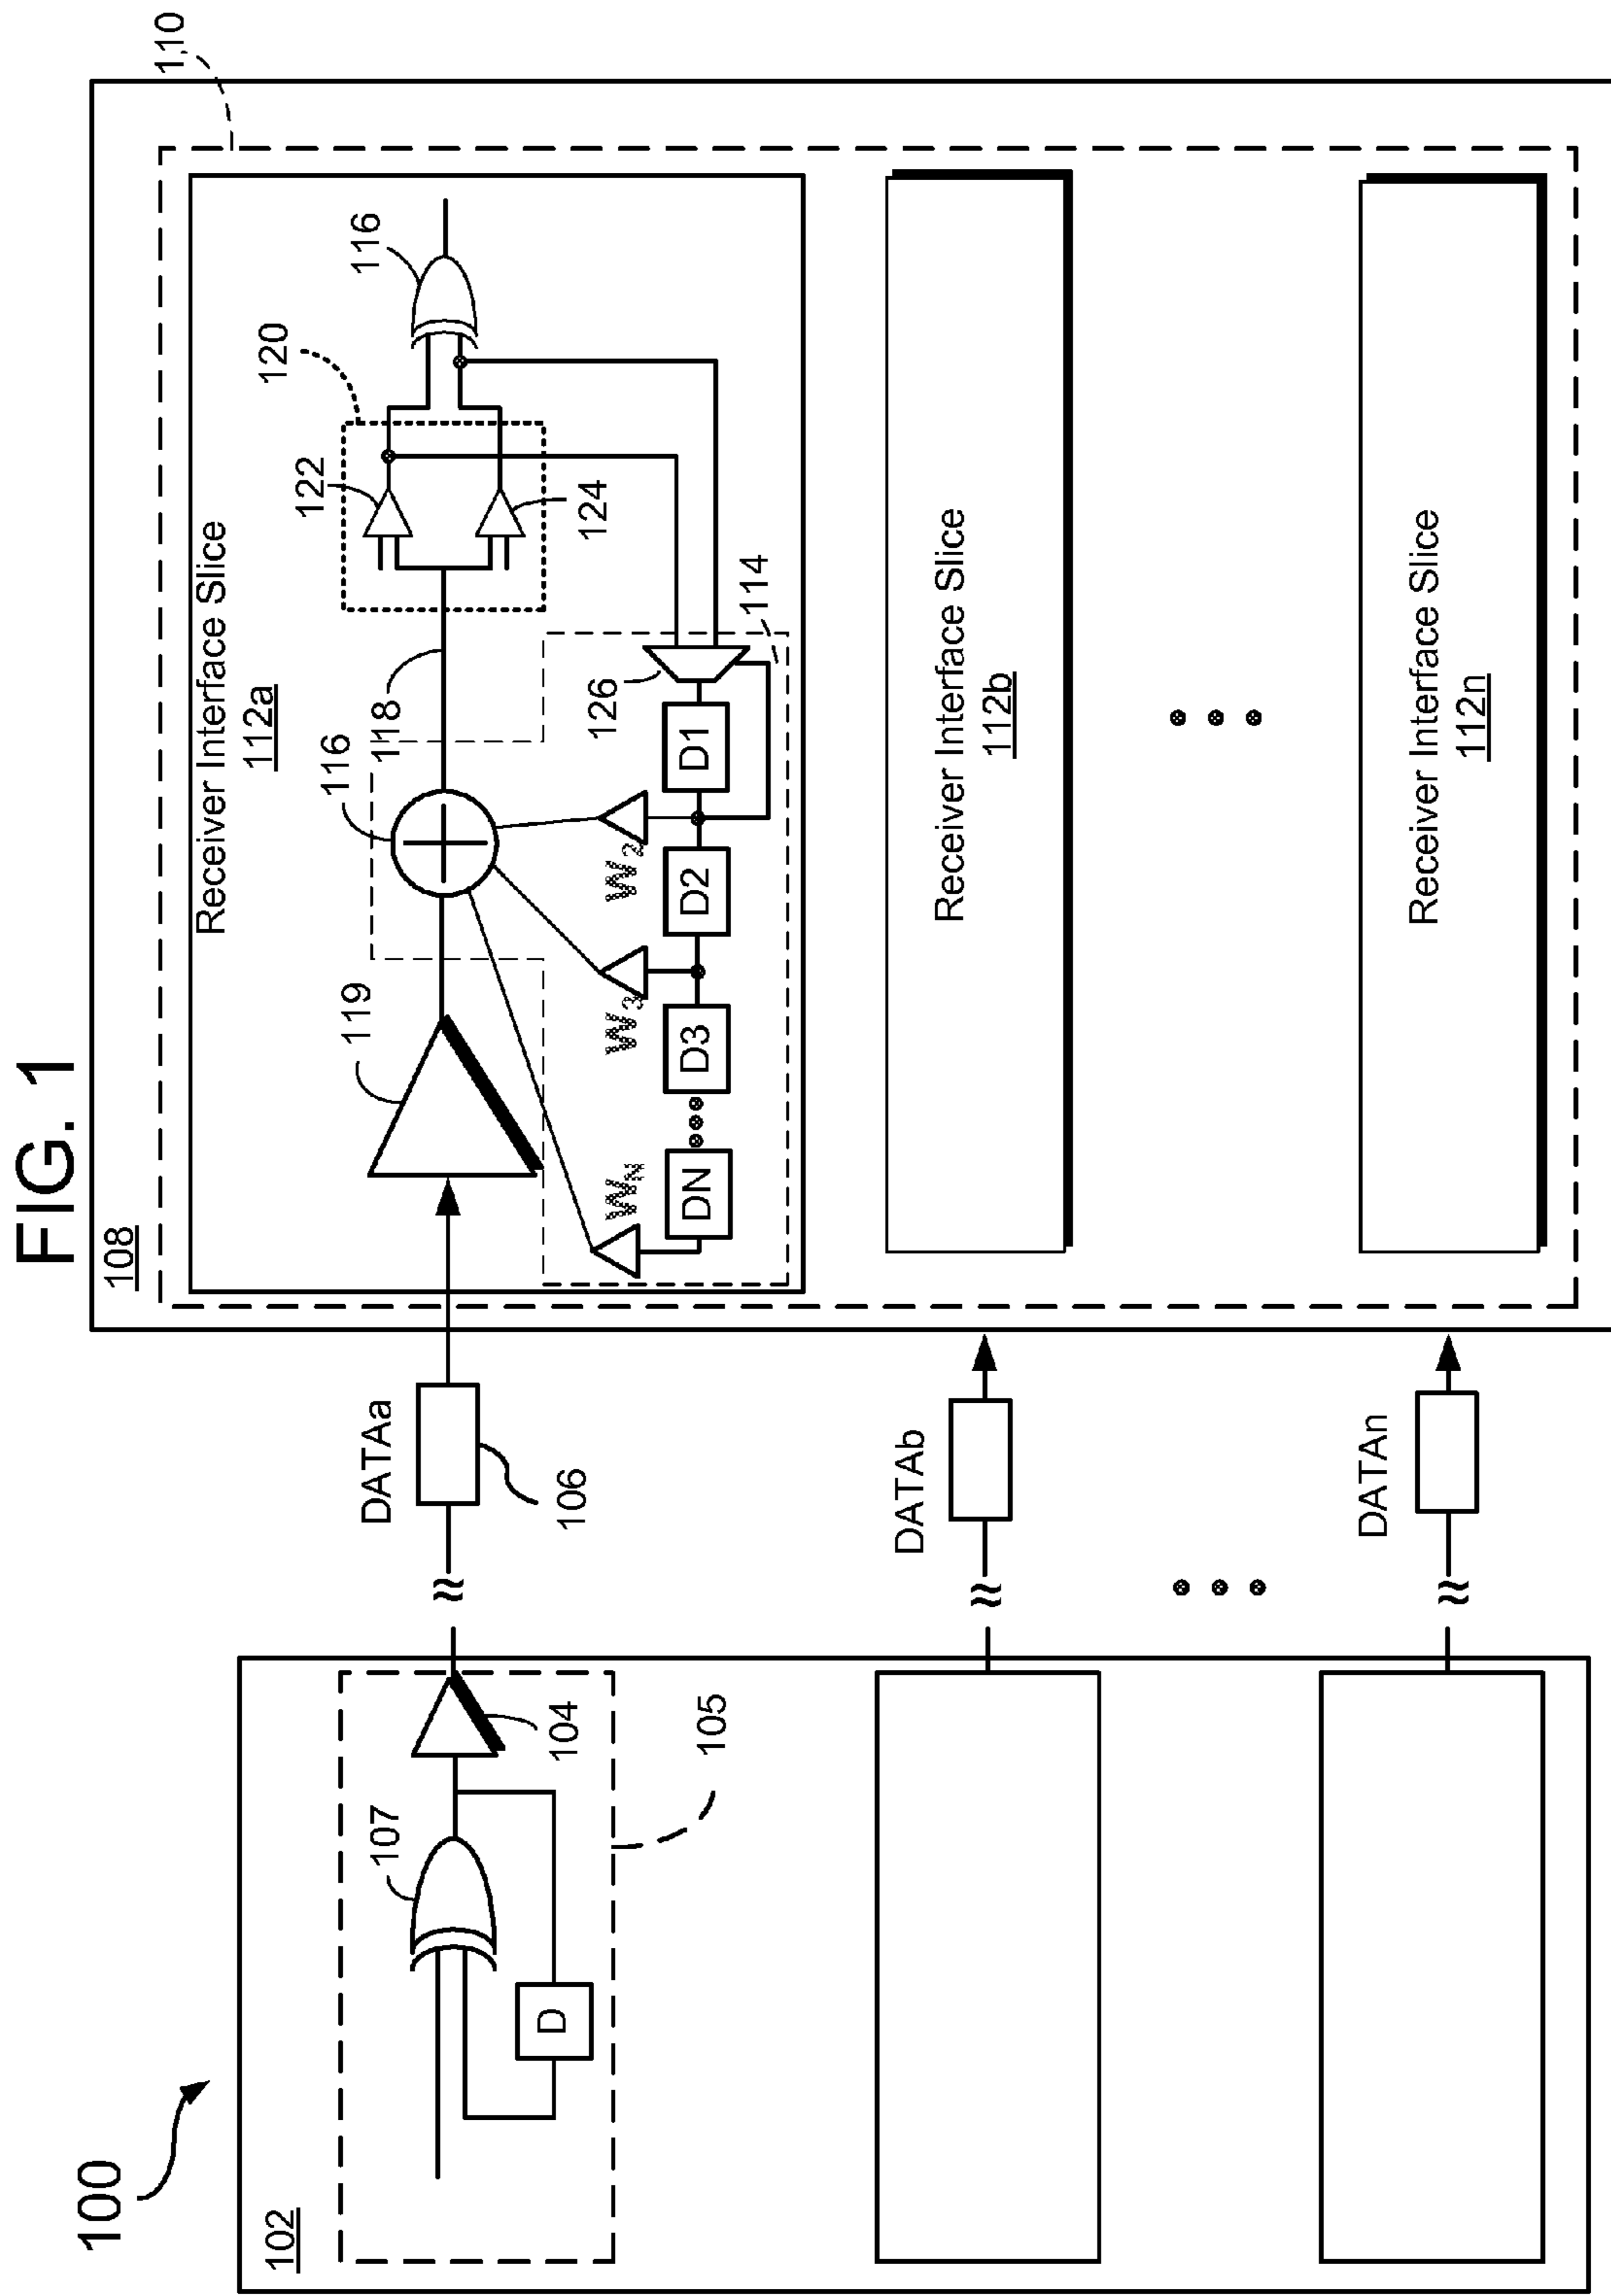 FIG. 1
100
102
107
D
104
105
DATAa
106
DATAb
DATAn
108
110
Receiver Interface Slice
112a
119
116
118
120
122
124
116
126
114
W2
W3
WN
D1
D2
D3
DN
Receiver Interface Slice
112b
Receiver Interface Slice
112n